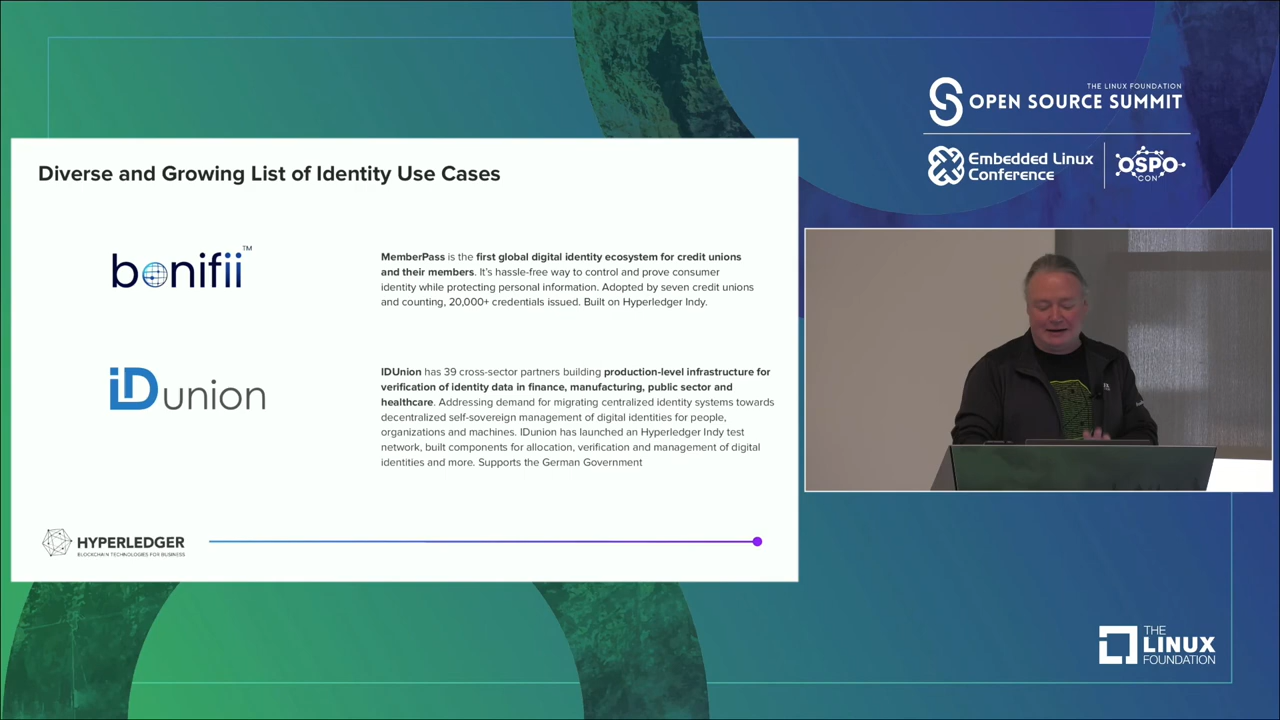 THE LINUX FOUNDATION
OPEN SOURCE SUMMIT
Embedded Linux
Conference
OSPO
CON
Diverse and Growing List of Identity Use Cases
bonifii™
MemberPass is the first global digital identity ecosystem for credit unions
and their members. It's hassle-free way to control and prove consumer
identity while protecting personal information. Adopted by seven credit unions
and counting, 20,000+ credentials issued. Built on Hyperledger Indy.
iDunion
IDUnion has 39 cross-sector partners building production-level infrastructure for
verification of identity data in finance, manufacturing, public sector and
healthcare. Addressing demand for migrating centralized identity systems towards
decentralized self-sovereign management of digital identities for people,
organizations and machines. IDunion has launched an Hyperledger Indy test
network, built components for allocation, verification and management of digital
identities and more. Supports the German Government
HYPERLEDGER
BLOCKCHAIN TECHNOLOGIES FOR BUSINESS
THE
LINUX
FOUNDATION